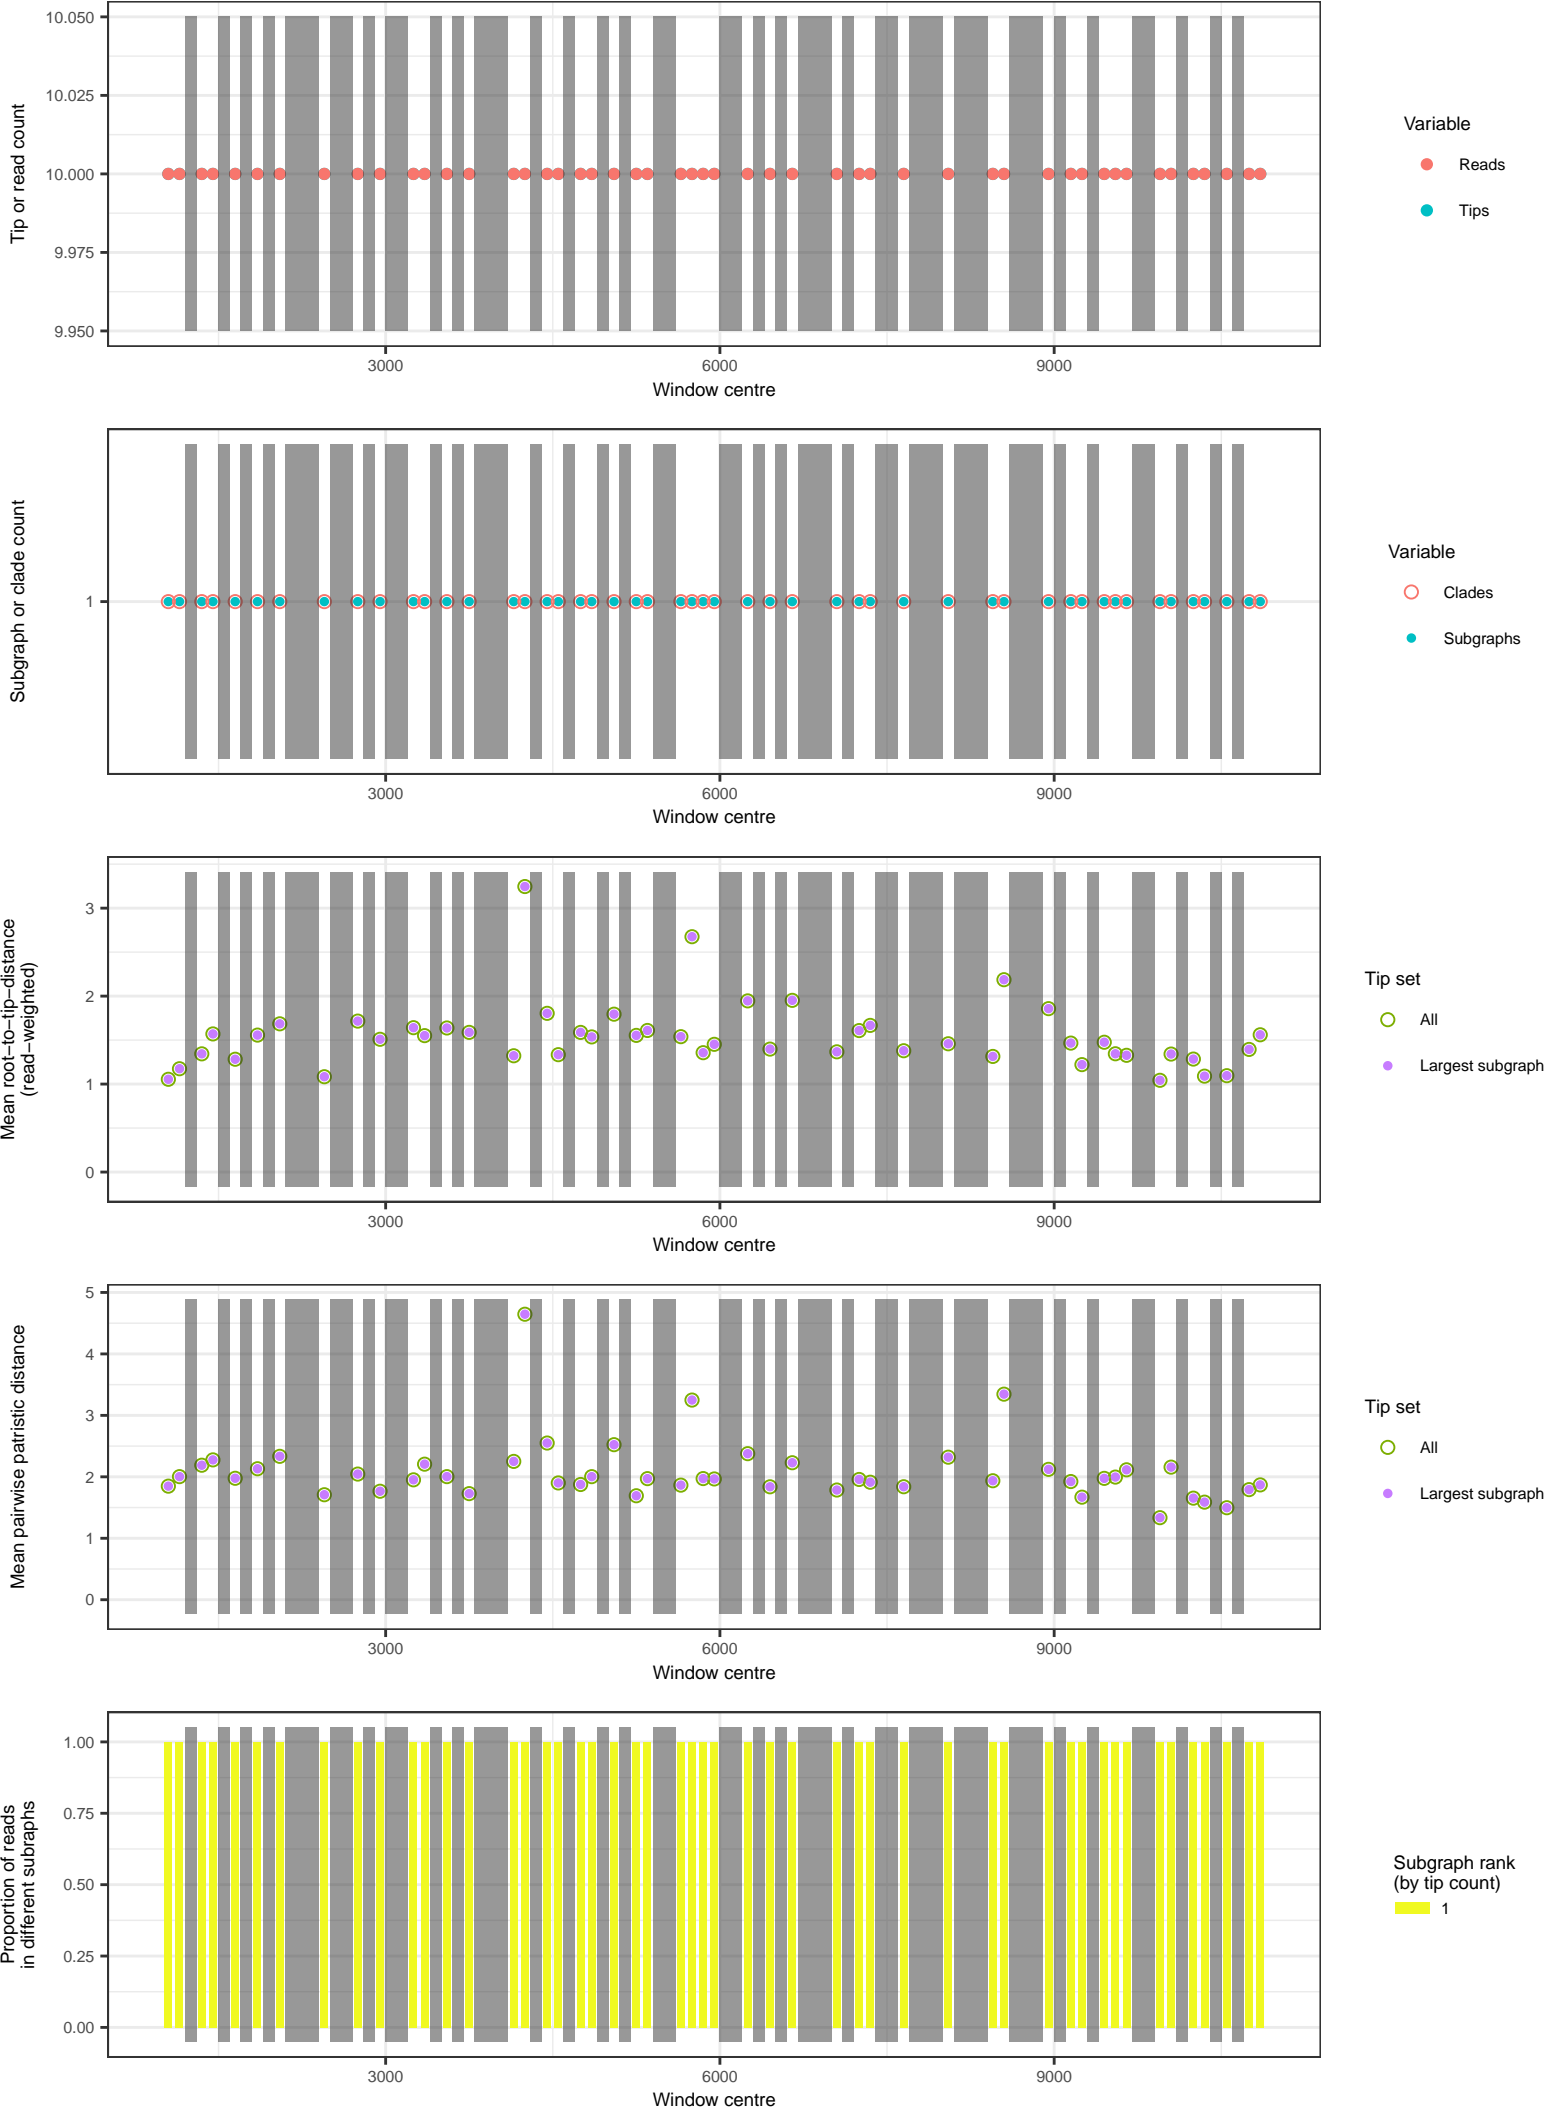 10.050
10.025
10.000
9.975
9.950
Tip or read count
3000
6000
9000
Window centre
Variable
Reads
Tips
1
Subgraph or clade count
3000
6000
9000
Window centre
Variable
Clades
Subgraphs
3
2
1
0
Mean root−to−tip−distance
(read−weighted)
3000
6000
9000
Window centre
Tip set
All
Largest subgraph
5
4
3
2
1
0
Mean pairwise patristic distance
3000
6000
9000
Window centre
Tip set
All
Largest subgraph
1.00
0.75
0.50
0.25
0.00
Proportion of reads
in different subraphs
3000
6000
9000
Window centre
Subgraph rank
(by tip count)
1